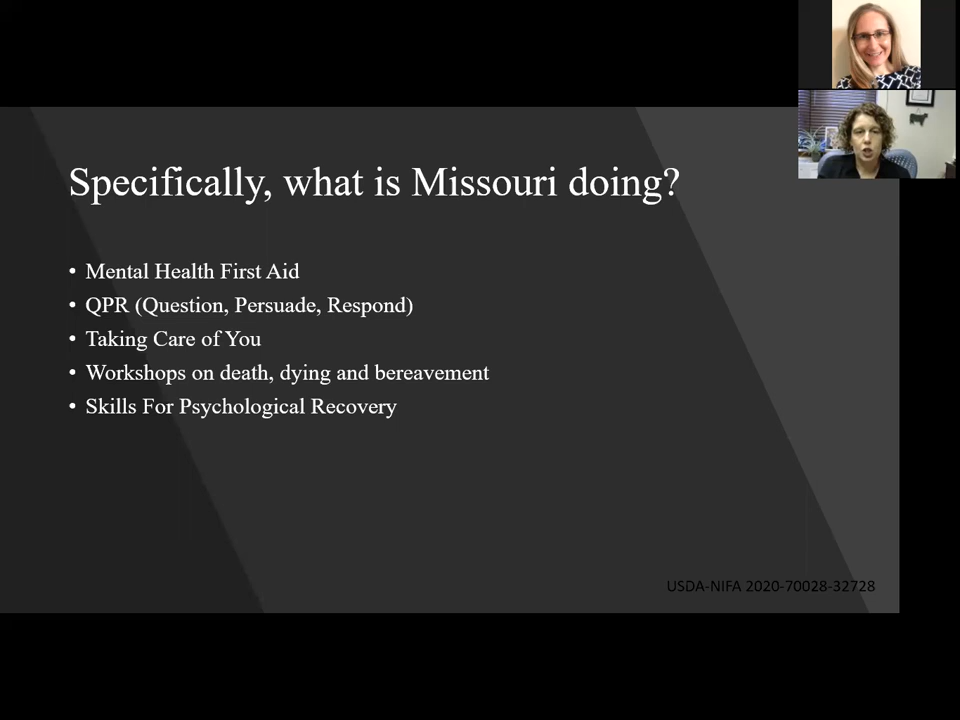 Specifically, what is Missouri doing?
• Mental Health First Aid
• QPR (Question, Persuade, Respond)
• Taking Care of You
• Workshops on death, dying and bereavement
• Skills For Psychological Recovery
USDA-NIFA 2020-70028-32728